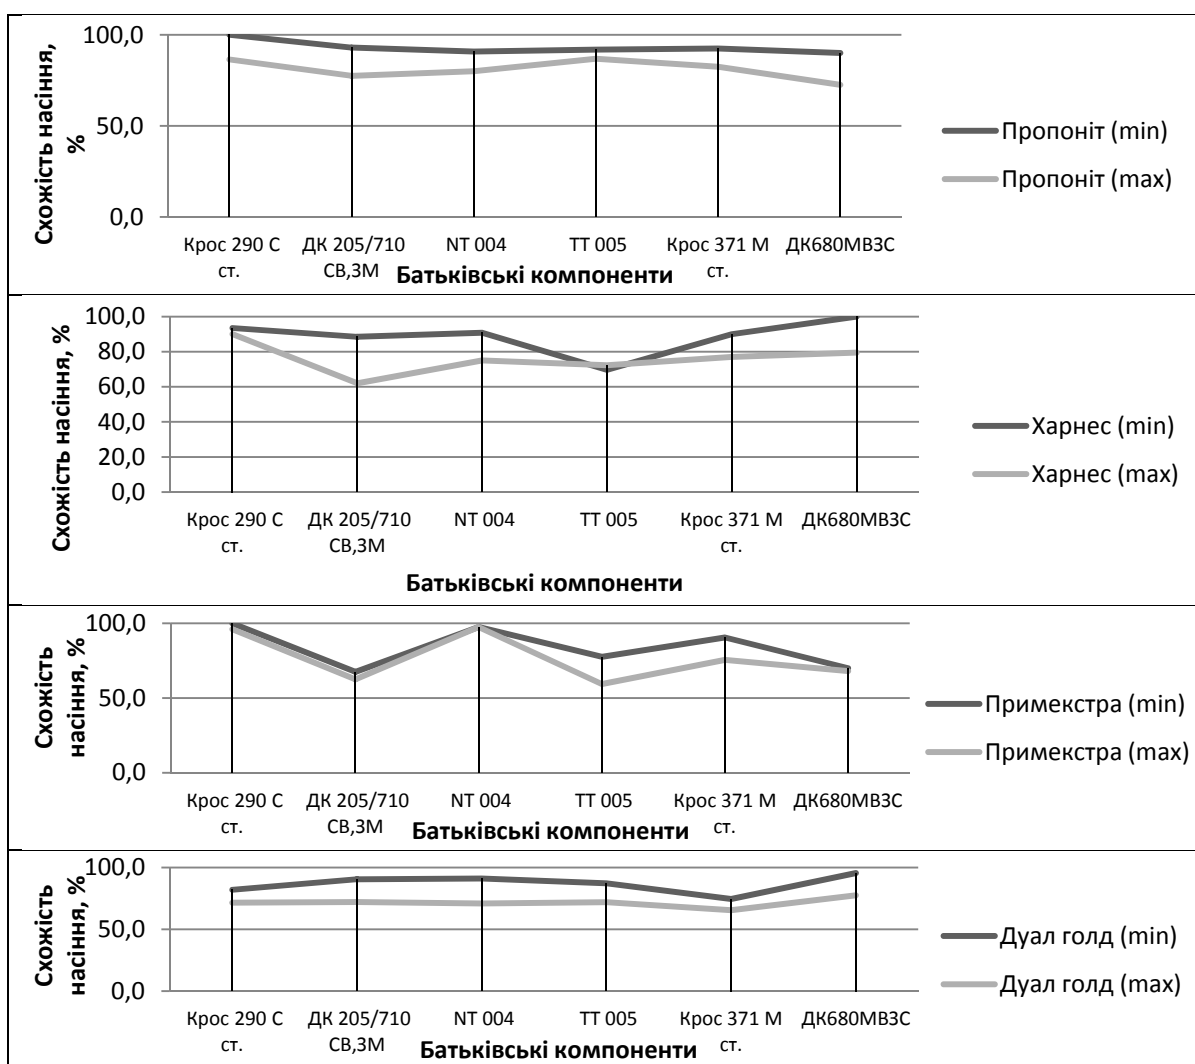 Схожість насіння,
%
100,0
50,0
0,0
Крос 290 С
ст.
ДК 205/710
СВ,ЗМ
NT 004
ТТ 005
Крос 371 М
ст.
ДК680МВЗС
Батьківські компоненти
Пропоніт (min)
Пропоніт (max)
Схожість насіння, %
100,0
80,0
60,0
40,0
20,0
0,0
Крос 290 С
ст.
ДК 205/710
СВ,ЗМ
NT 004
ТТ 005
Крос 371 М
ст.
ДК680МВЗС
Батьківські компоненти
Харнес (min)
Харнес (max)
Схожість
насіння, %
100,0
50,0
0,0
Крос 290 С
ст.
ДК 205/710
СВ,ЗМ
NT 004
ТТ 005
Крос 371 М
ст.
ДК680МВЗС
Батьківські компоненти
Примекстра (min)
Примекстра (max)
Схожість
насіння, %
100,0
50,0
0,0
Крос 290 С
ст.
ДК 205/710
СВ,ЗМ
NT 004
ТТ 005
Крос 371 М
ст.
ДК680МВЗС
Батьківські компоненти
Дуал голд (min)
Дуал голд (max)